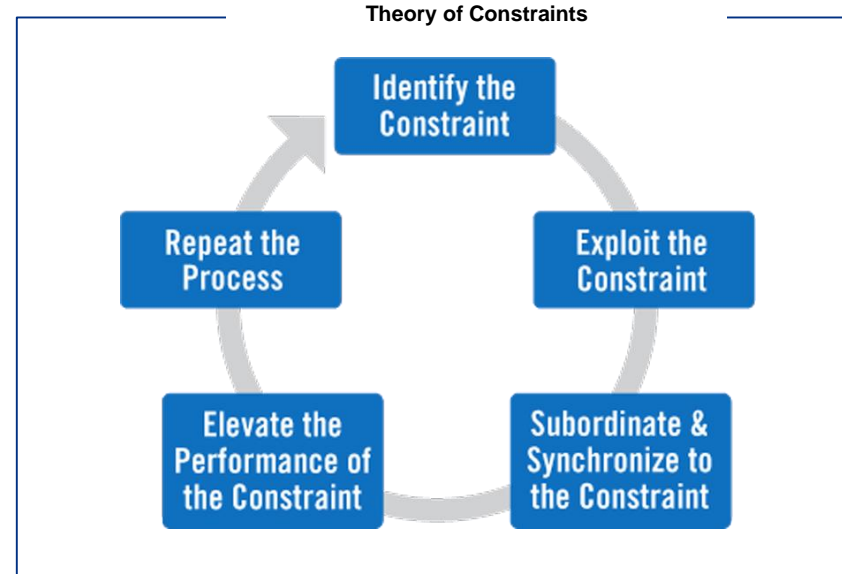 Theory of Constraints
Identify the
Constraint
Exploit the
Constraint
Subordinate &
Synchronize to
the Constraint
Elevate the
Performance of
the Constraint
Repeat the
Process